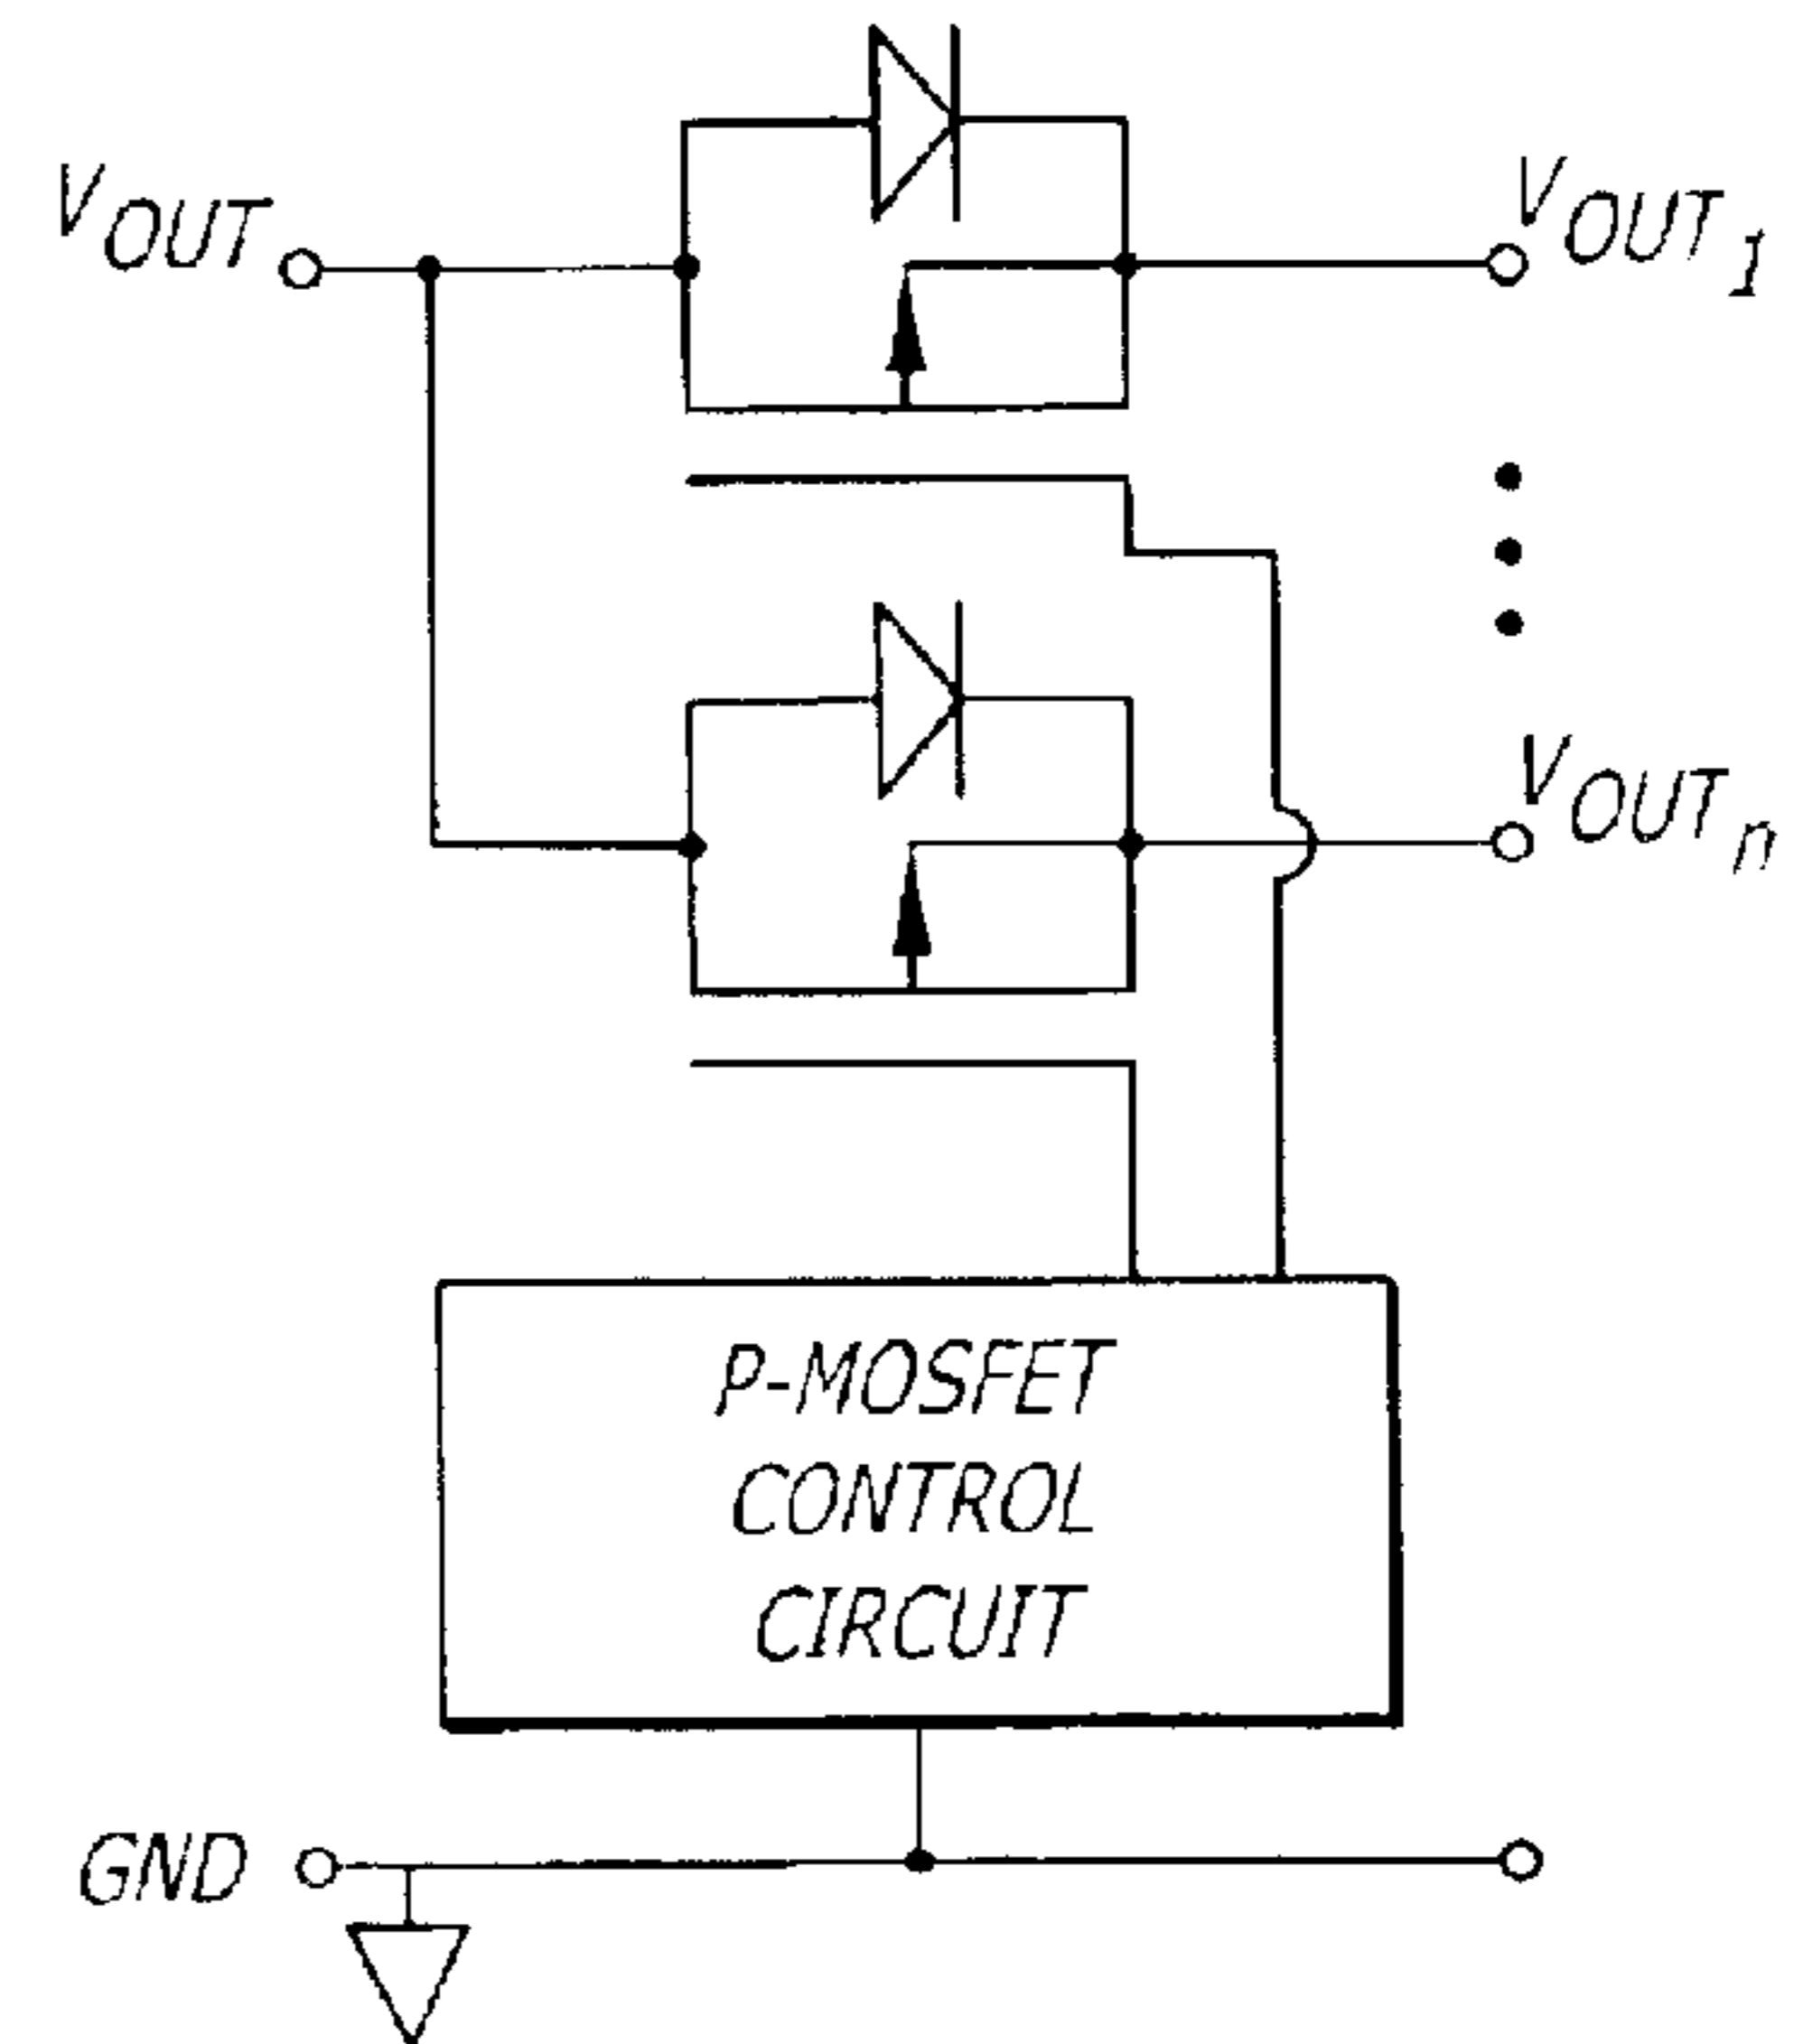 VOUT
VOUT1
VOUTn
P-MOSFET
CONTROL
CIRCUIT
GND